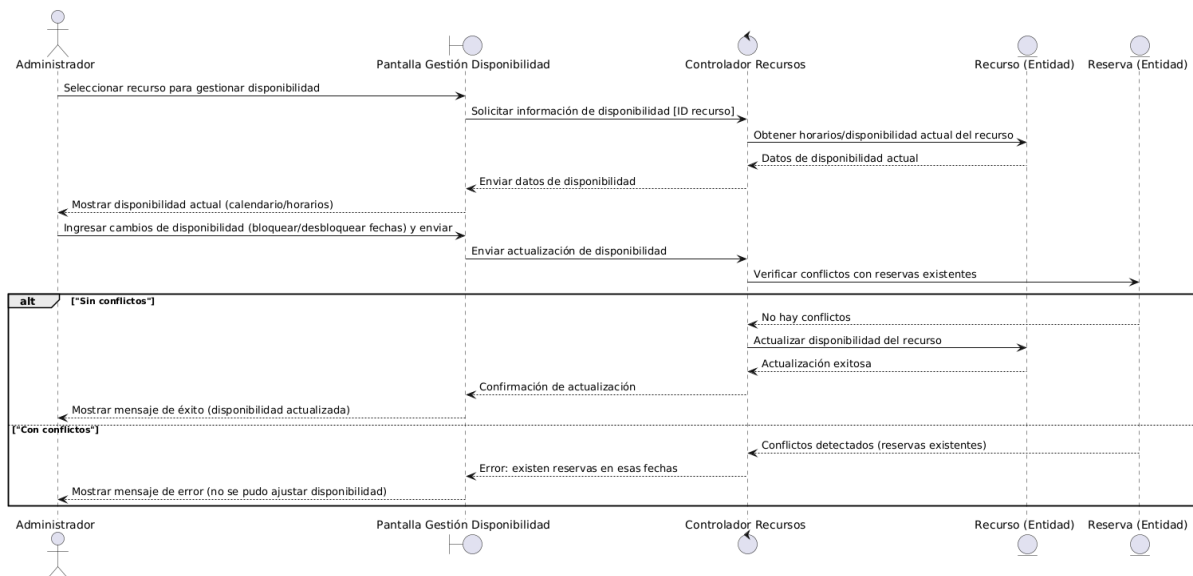 Administrador
Pantalla Gestión Disponibilidad
Controlador Recursos
Recurso (Entidad)
Reserva (Entidad)
Seleccionar recurso para gestionar disponibilidad
Solicitar información de disponibilidad [ID recurso]
Obtener horarios/disponibilidad actual del recurso
Datos de disponibilidad actual
Enviar datos de disponibilidad
Mostrar disponibilidad actual (calendario/horarios)
Ingresar cambios de disponibilidad (bloquear/desbloquear fechas) y enviar
Enviar actualización de disponibilidad
Verificar conflictos con reservas existentes
alt
["Sin conflictos"]
No hay conflictos
Actualizar disponibilidad del recurso
Actualización exitosa
Confirmación de actualización
Mostrar mensaje de éxito (disponibilidad actualizada)
["Con conflictos"]
Conflictos detectados (reservas existentes)
Error: existen reservas en esas fechas
Mostrar mensaje de error (no se pudo ajustar disponibilidad)
Administrador
Pantalla Gestión Disponibilidad
Controlador Recursos
Recurso (Entidad)
Reserva (Entidad)